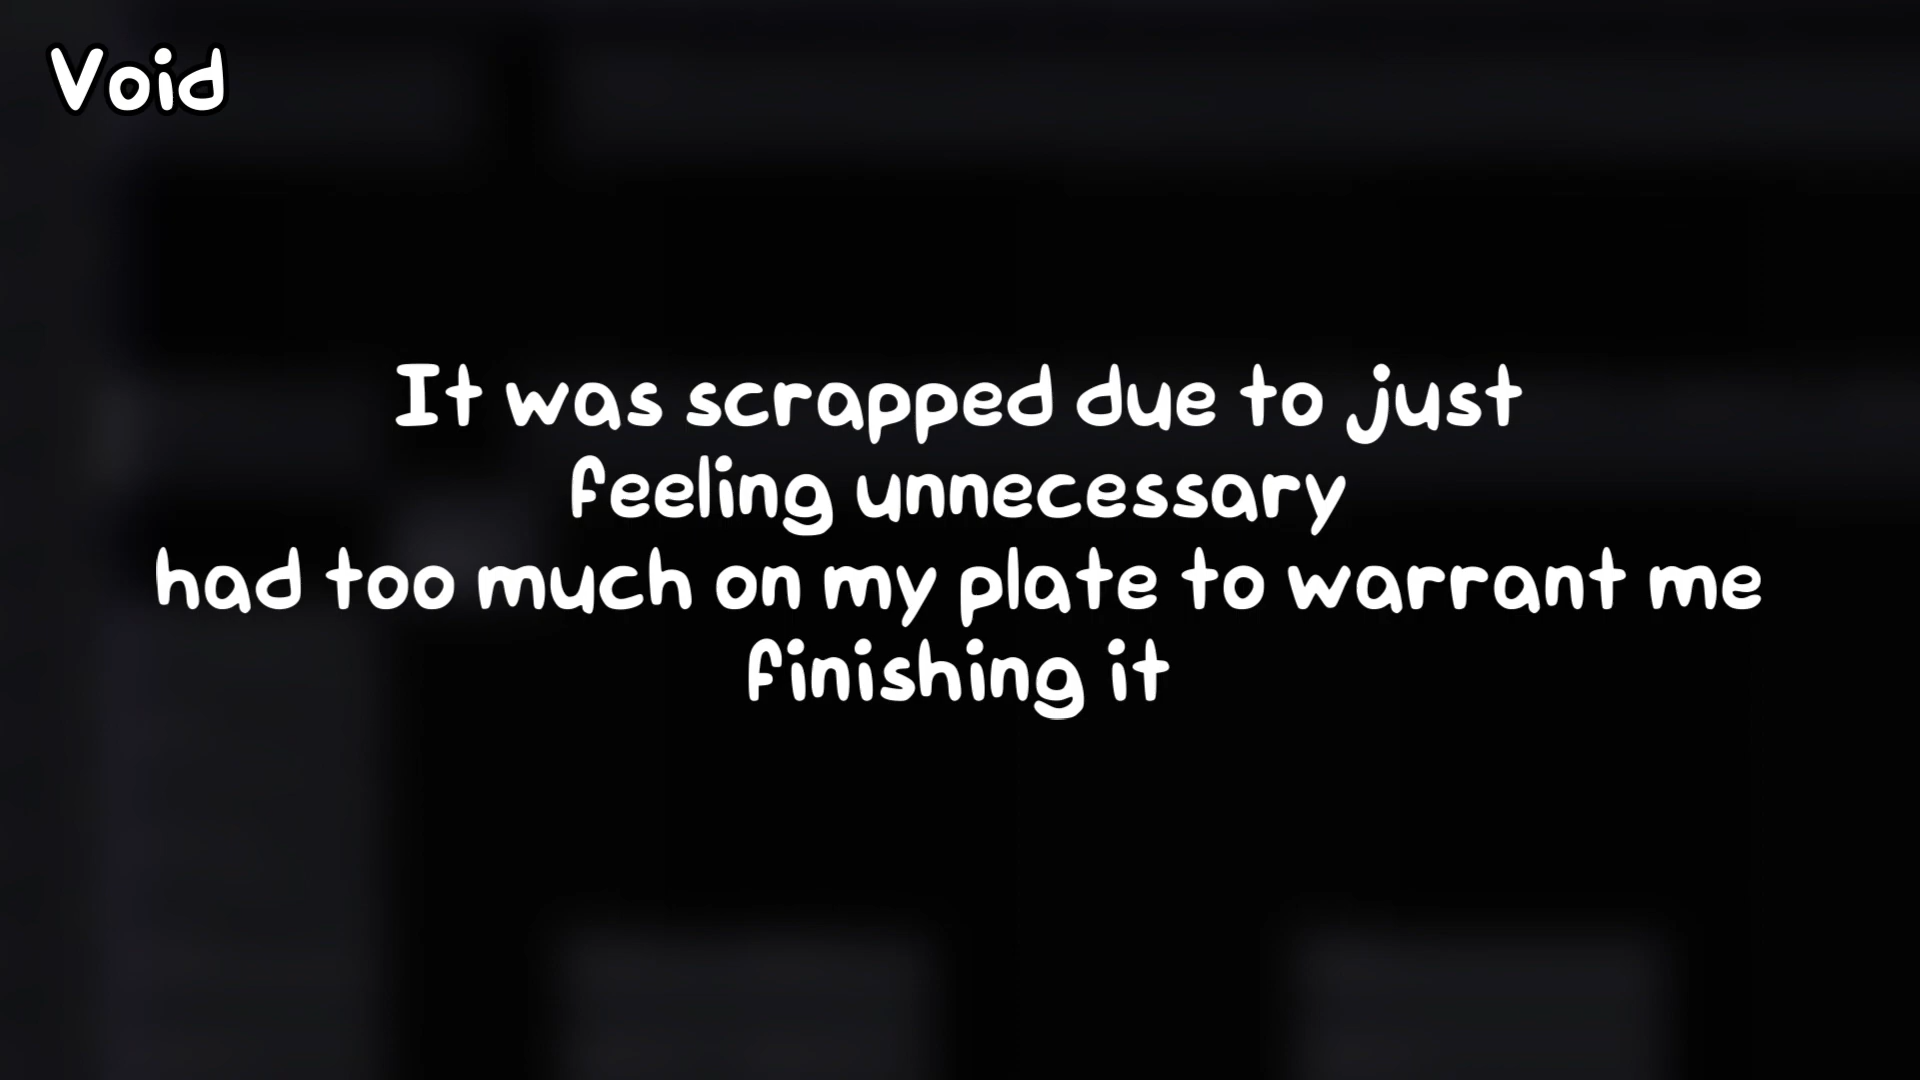 Void
It was scrapped due to just
feeling unnecessary
had too much on my plate to warrant me
finishing it